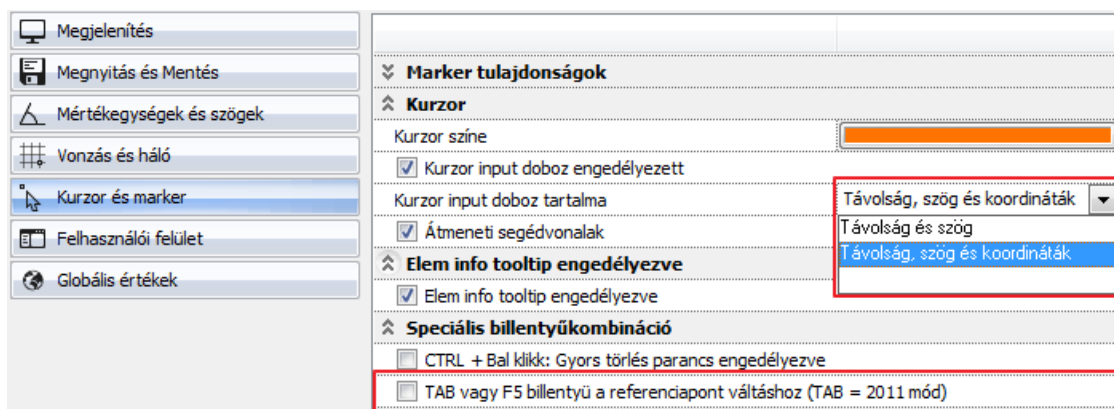 Megjelenítés
Megnyitás és Mentés
Mértékegységek és szögek
Vonzás és háló
Kurzor és marker
Felhasználói felület
Globális értékek
Marker tulajdonságok
Kurzor
Kurzor színe
Kurzor input doboz engedélyezett
Kurzor input doboz tartalma
Távolság, szög és koordináták
Távolság és szög
Távolság, szög és koordináták
Átmeneti segédvonalak
Elem info tooltip engedélyezve
Elem info tooltip engedélyezve
Speciális billentyűkombináció
CTRL + Bal klikk: Gyors törlés parancs engedélyezve
TAB vagy F5 billentyü a referenciapont váltáshoz (TAB = 2011 mód)